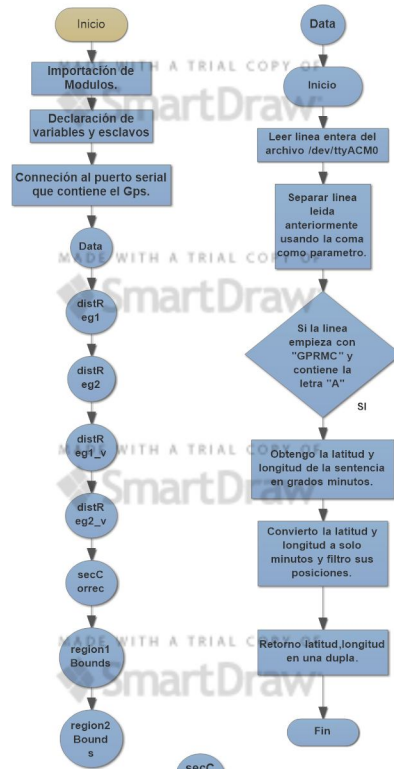 Inicio
Importación de
Modulos.
Declaración de
variables y esclavos
Conneción al puerto serial
que contiene el Gps.
Data
distR
eg1
distR
eg2
distR
eg1_v
distR
eg2_v
secC
orrec
region1
Bounds
region2
Bound
s
Data
Inicio
Leer linea entera del
archivo /dev/ttyACM0
Separar linea
leida
anteriormente
usando la coma
como parametro.
Si la linea
empieza con
"GPRMC" y
contiene la
letra "A"
SI
Obtengo la latitud y
longitud de la sentencia
en grados minutos.
Convierto la latitud y
longitud a solo
minutos y filtro sus
posiciones.
Retorno latitud,longitud
en una dupla.
Fin
secC
MADE WITH A TRIAL COPY OF
SmartDraw
MADE WITH A TRIAL COPY OF
SmartDraw
MADE WITH A TRIAL COPY OF
SmartDraw
MADE WITH A TRIAL COPY OF
SmartDraw